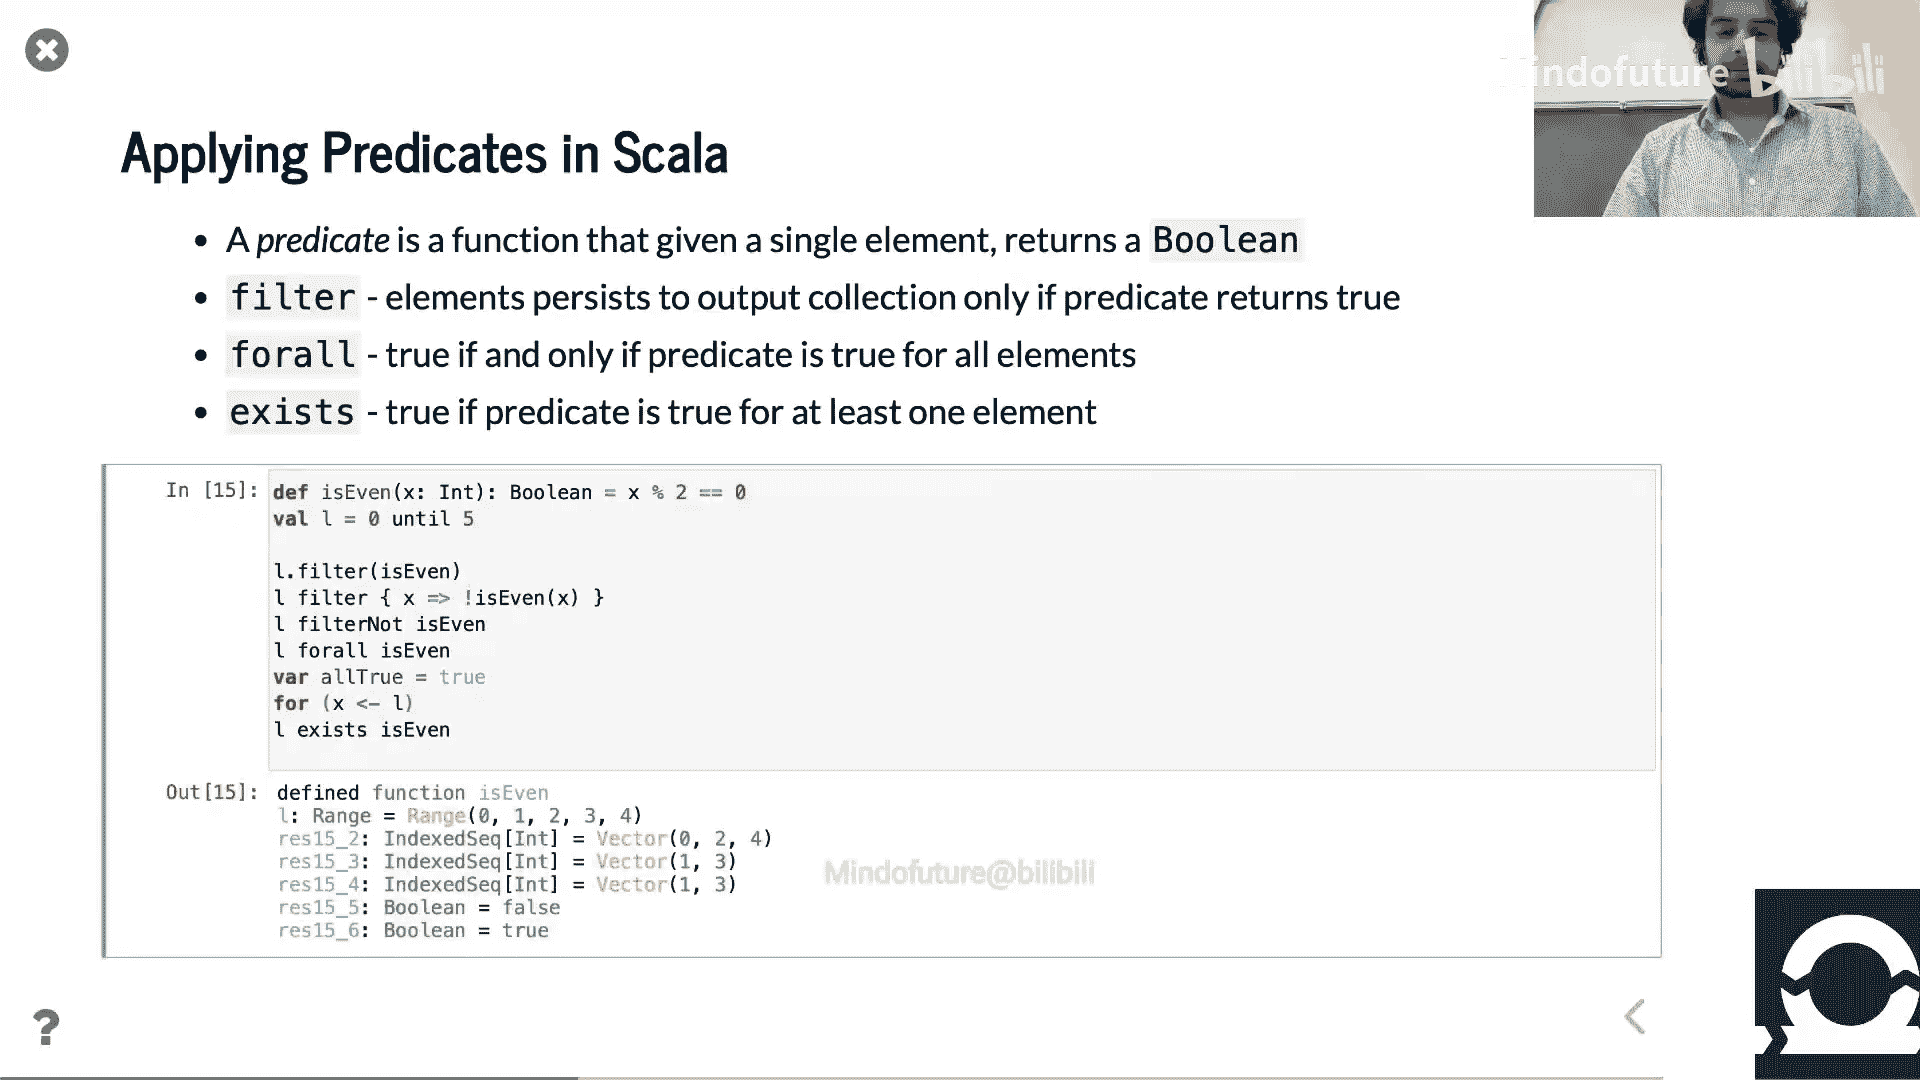 indofuture bilibili
Applying Predicates in Scala
• A predicate is a function that given a single element, returns a Boolean
• filter - elements persists to output collection only if predicate returns true
• forall - true if and only if predicate is true for all elements
• exists - true if predicate is true for at least one element
In [15]: def isEven(x: Int): Boolean = x % 2 == 0
val l = 0 until 5
l.filter(isEven)
l filter { x => !isEven(x) }
l filterNot isEven
l forall isEven
var allTrue = true
for (x <- l)
l exists isEven
Out[15]: defined function isEven
l: Range = Range(0, 1, 2, 3, 4)
res15_2: IndexedSeq[Int] = Vector(0, 2, 4)
res15_3: IndexedSeq[Int] = Vector(1, 3)
res15_4: IndexedSeq[Int] = Vector(1, 3)
res15_5: Boolean = false
res15_6: Boolean = true
Mindofuture@bilibili
?